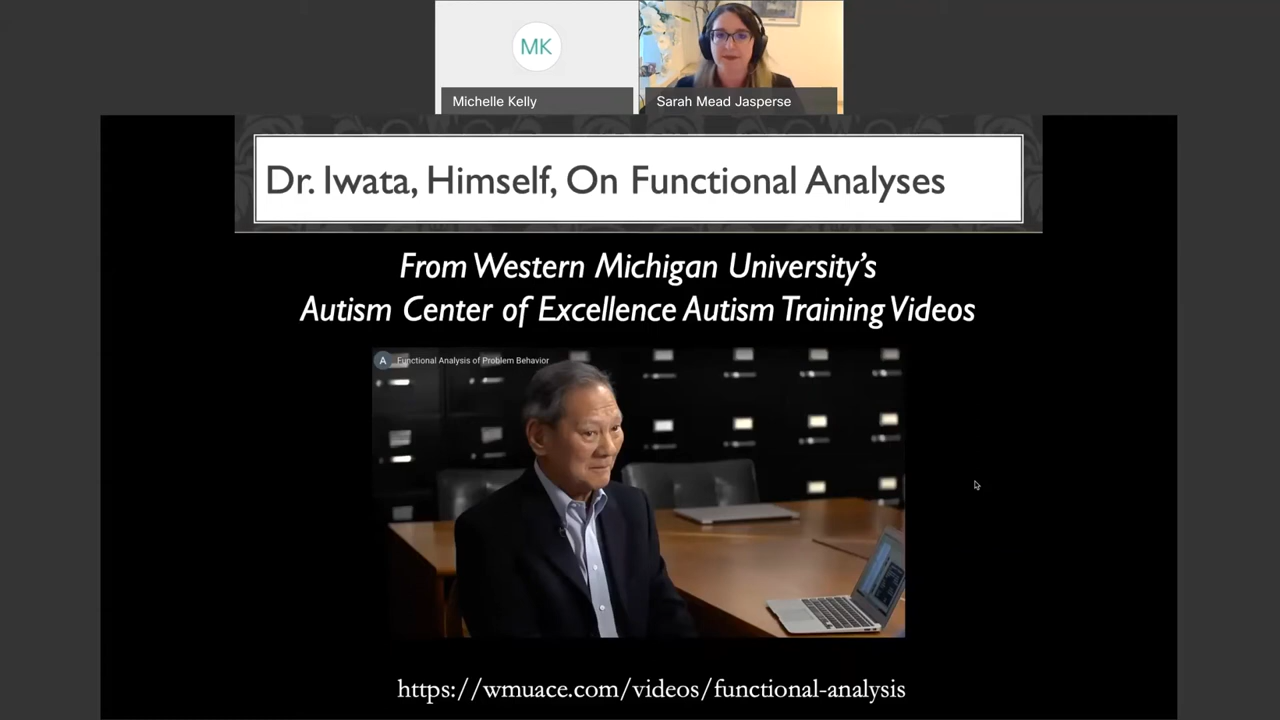 MK
Michelle Kelly
Sarah Mead Jasperse
Dr. Iwata, Himself, On Functional Analyses
From Western Michigan University's
Autism Center of Excellence Autism Training Videos
A
Functional Analysis of Problem Behavior
https://wmuace.com/videos/functional-analysis